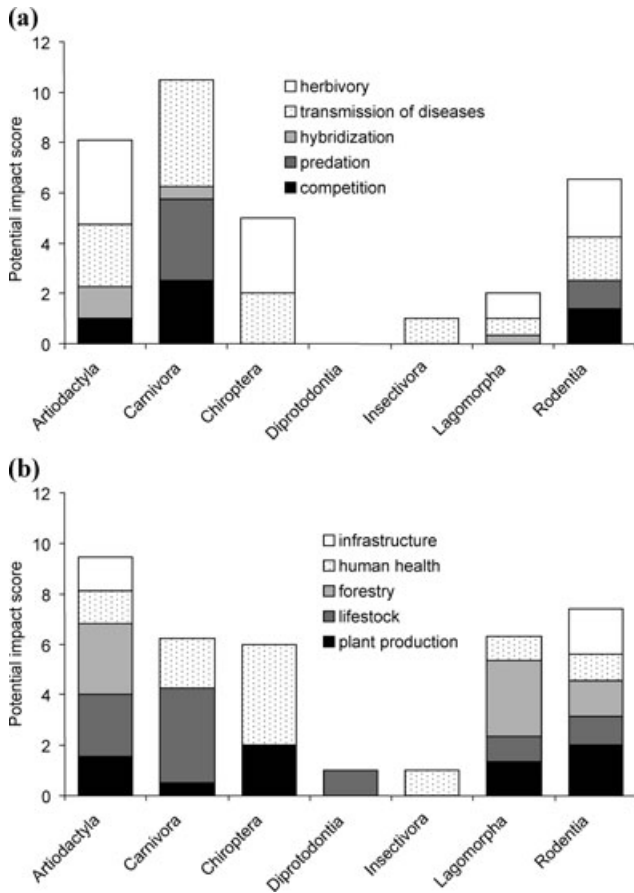 (a)
12
10
8
6
4
2
0
Potential impact score
herbivory
transmission of diseases
hybridization
predation
competition
Artiodactyla
Carnivora
Chiroptera
Diprotodontia
Insectivora
Lagomorpha
Rodentia
(b)
12
10
8
6
4
2
0
Potential impact score
infrastructure
human health
forestry
lifestock
plant production
Artiodactyla
Carnivora
Chiroptera
Diprotodontia
Insectivora
Lagomorpha
Rodentia